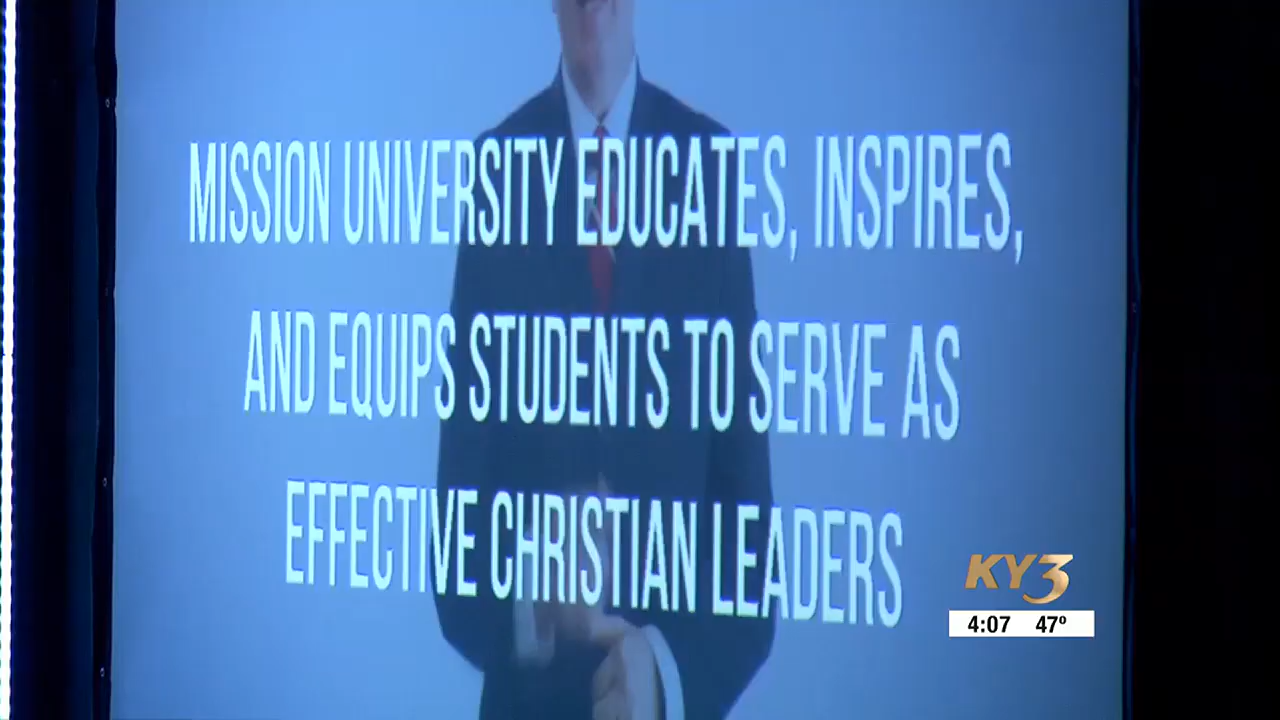 MISSION UNIVERSITY EDUCATES, INSPIRES,
AND EQUIPS STUDENTS TO SERVE AS
EFFECTIVE CHRISTIAN LEADERS
KY3
4:07 47°